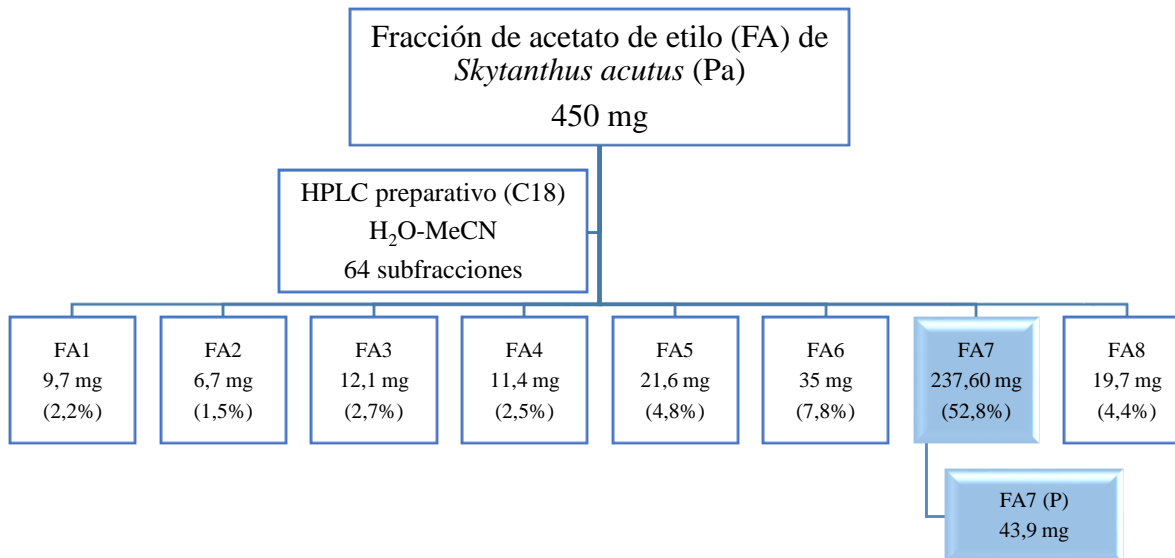 Fracción de acetato de etilo (FA) de
Skytanthus acutus (Pa)
450 mg
HPLC preparativo (C18)
H₂O-MeCN
64 subfracciones
FA1
9,7 mg
(2,2%)
FA2
6,7 mg
(1,5%)
FA3
12,1 mg
(2,7%)
FA4
11,4 mg
(2,5%)
FA5
21,6 mg
(4,8%)
FA6
35 mg
(7,8%)
FA7
237,60 mg
(52,8%)
FA8
19,7 mg
(4,4%)
FA7 (P)
43,9 mg